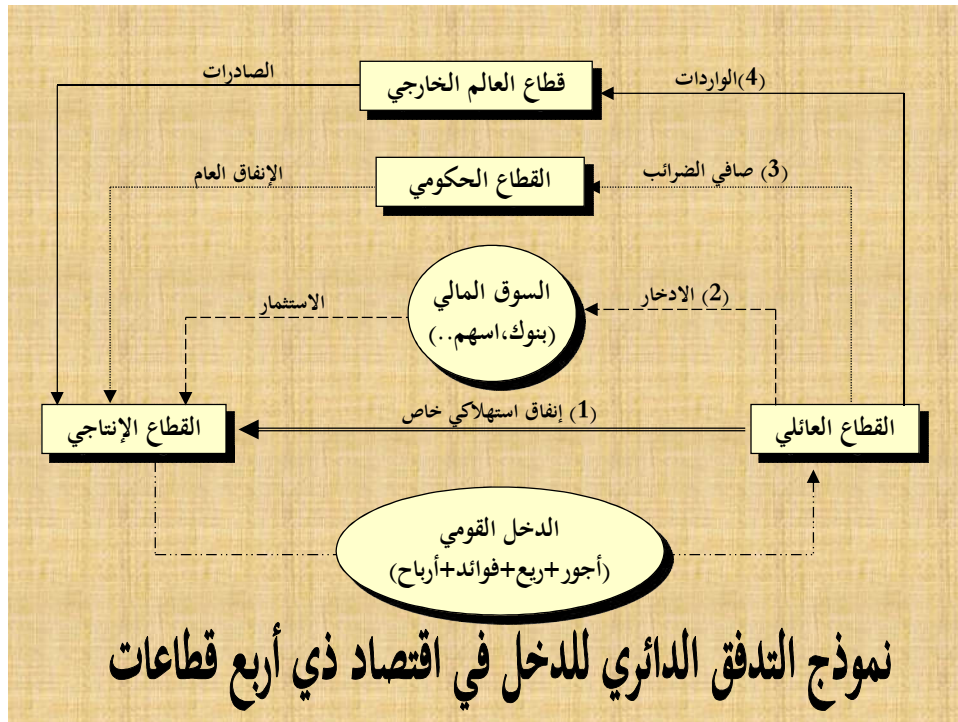 الصادرات
قطاع العالم الخارجي
(4)الواردات
الإنفاق العام
القطاع الحكومي
(3) صافي الضرائب
الاستثمار
السوق المالي
(بنوك،اسهم..)
(2) الادخار
القطاع الإنتاجي
(1) إنفاق استهلاكي خاص
القطاع العائلي
الدخل القومي
(أجور+ريع+فوائد+أرباح)
نموذج التدفق الدائري للدخل في اقتصاد ذي أربع قطاعات